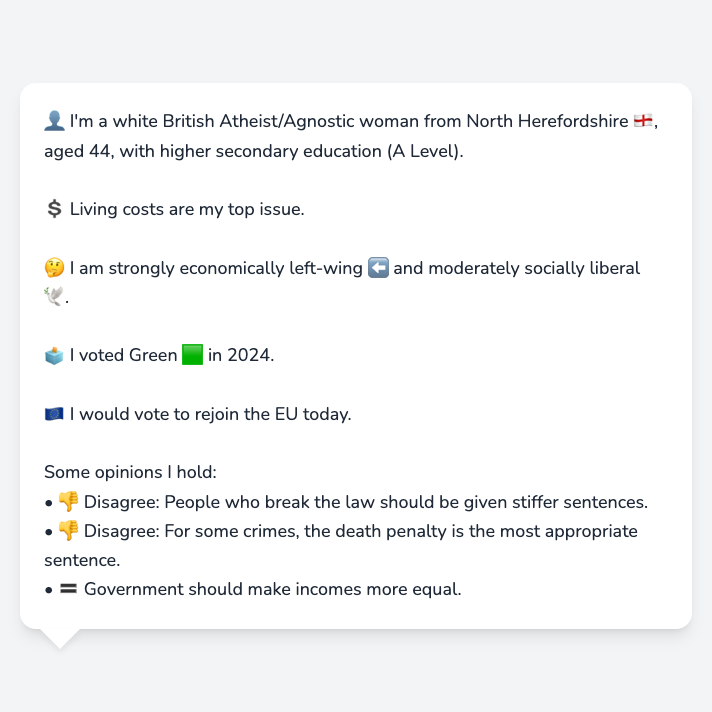 👤 I'm a white British Atheist/Agnostic woman from North Herefordshire 🏴󠁧󠁢󠁥󠁮󠁧󠁿,
aged 44, with higher secondary education (A Level).
💲 Living costs are my top issue.
🤔 I am strongly economically left-wing ⬅️ and moderately socially liberal
🕊️.
🗳️ I voted Green 🟩 in 2024.
🇪🇺 I would vote to rejoin the EU today.
Some opinions I hold:
• 👎 Disagree: People who break the law should be given stiffer sentences.
• 👎 Disagree: For some crimes, the death penalty is the most appropriate
sentence.
• 🟰 Government should make incomes more equal.